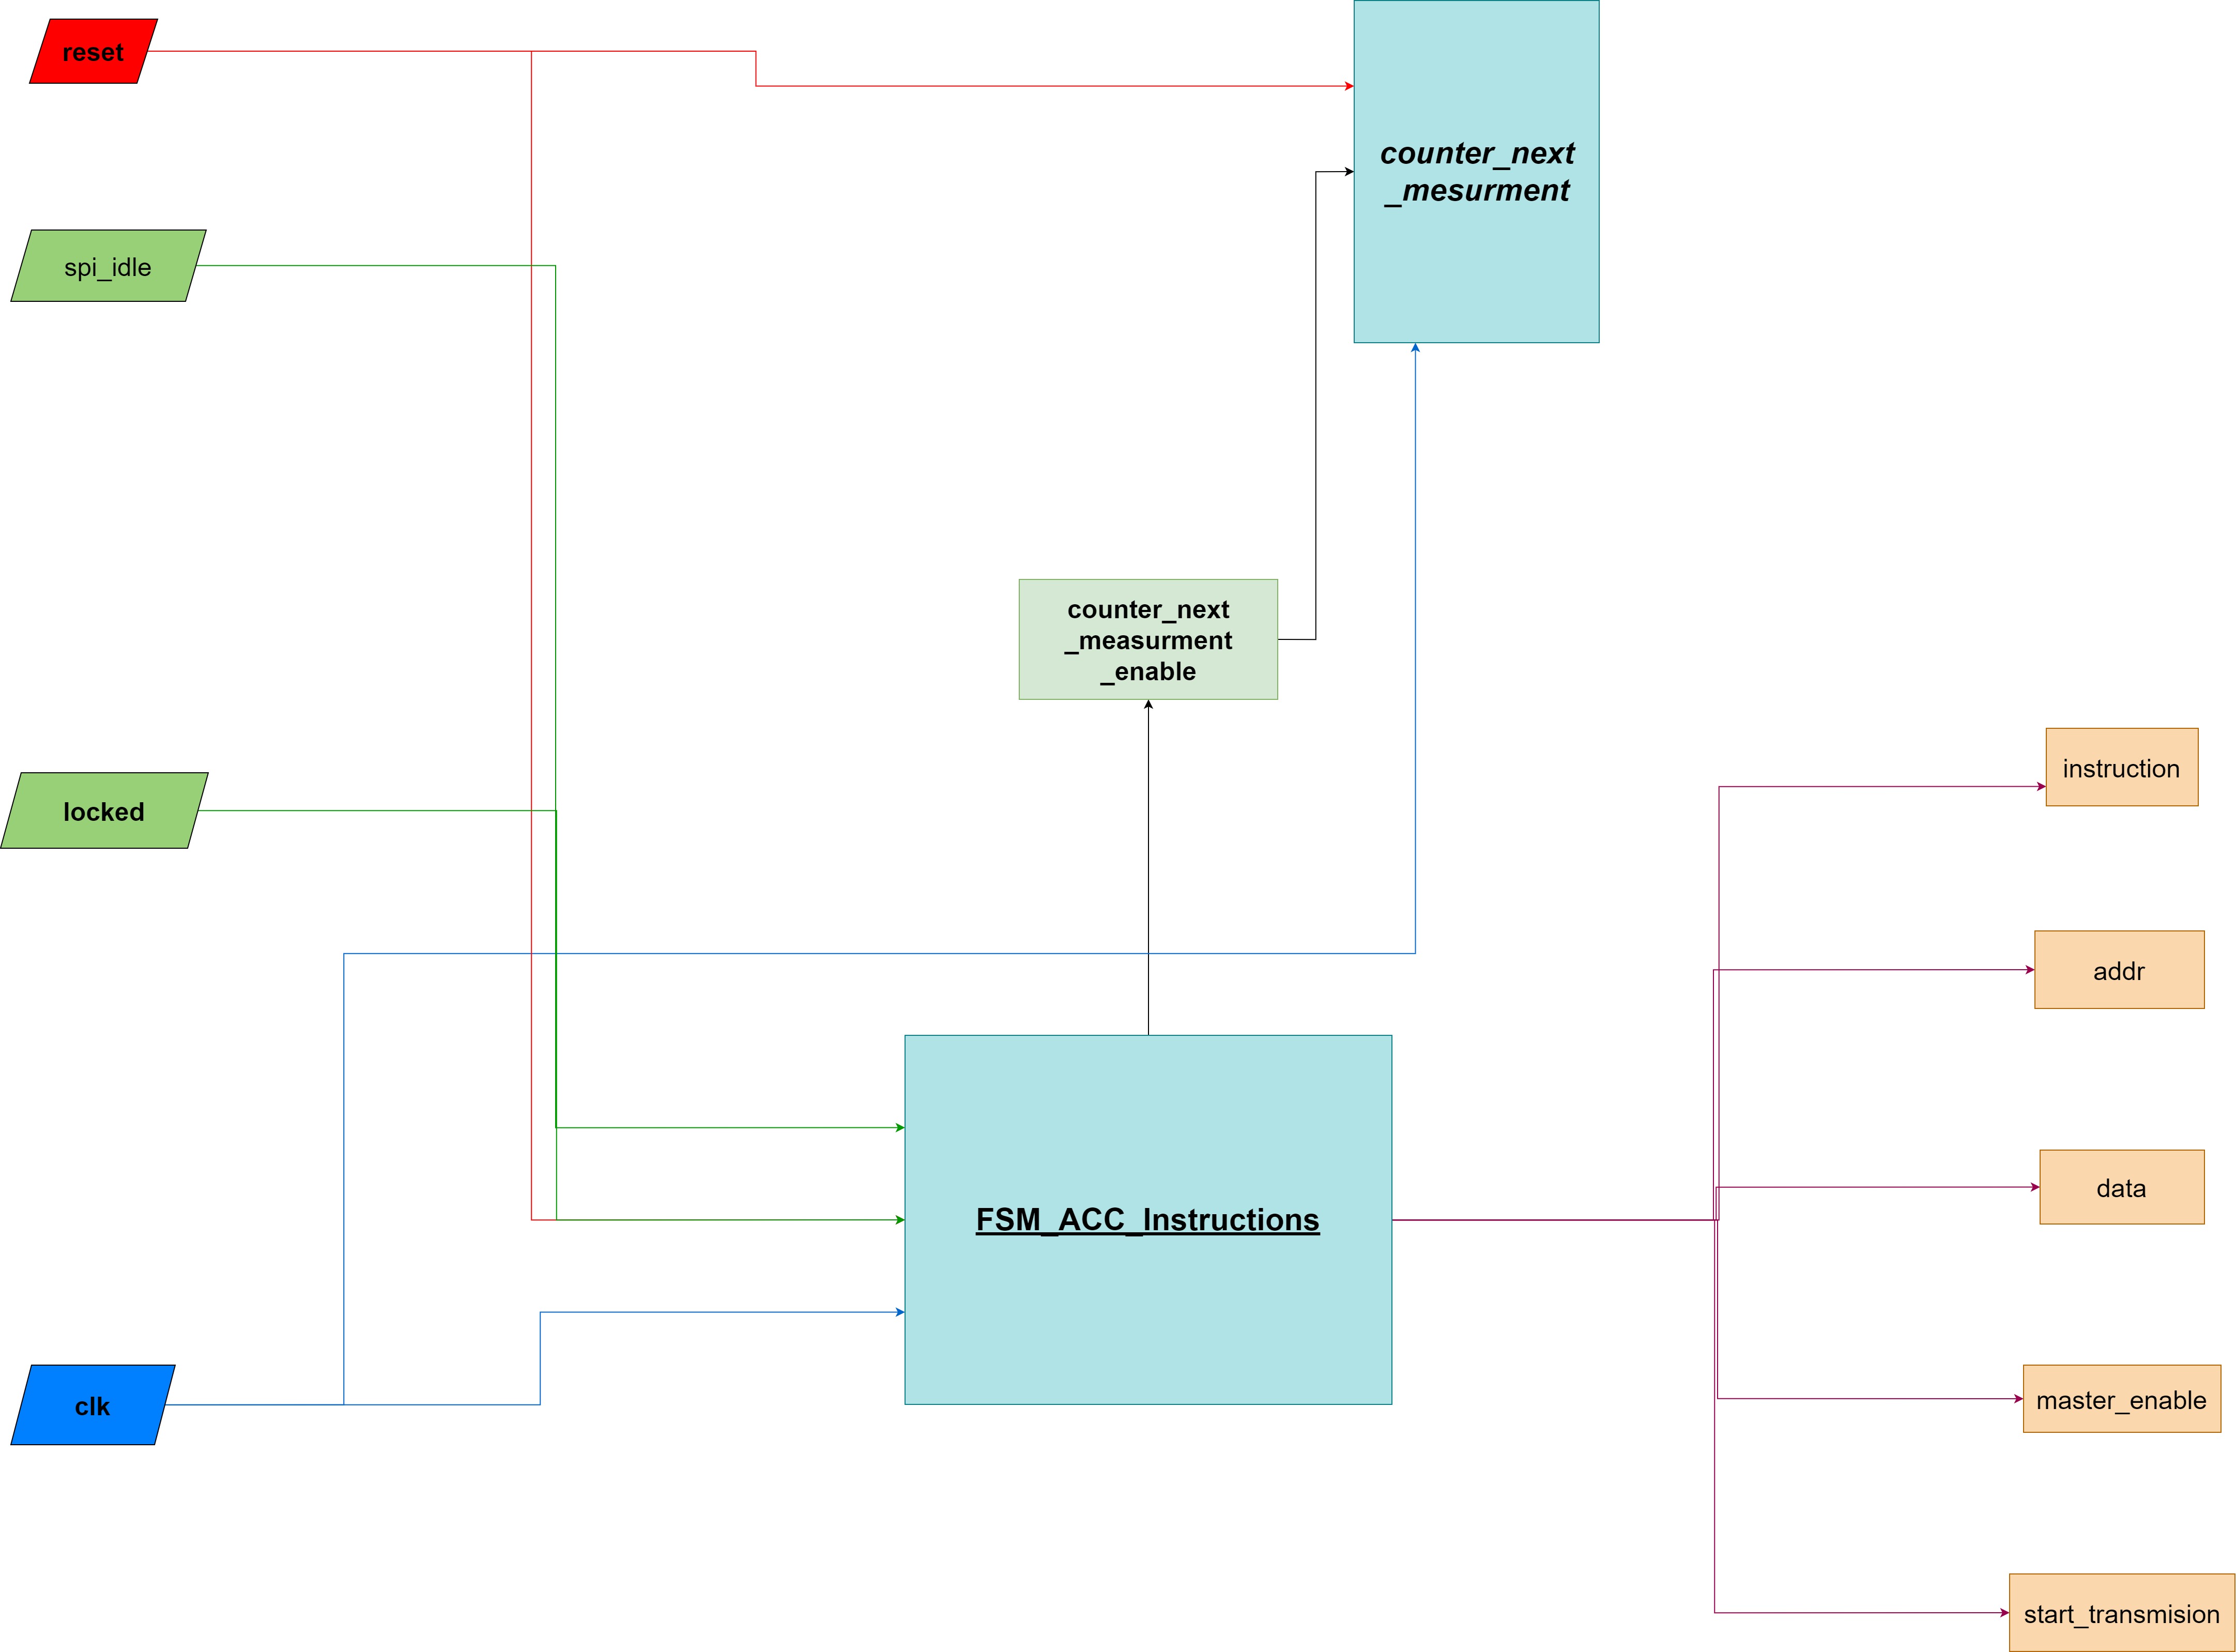 reset
counter_next
_mesurment
spi_idle
counter_next
_measurment
_enable
instruction
locked
addr
data
FSM_ACC_Instructions
clk
master_enable
start_transmision